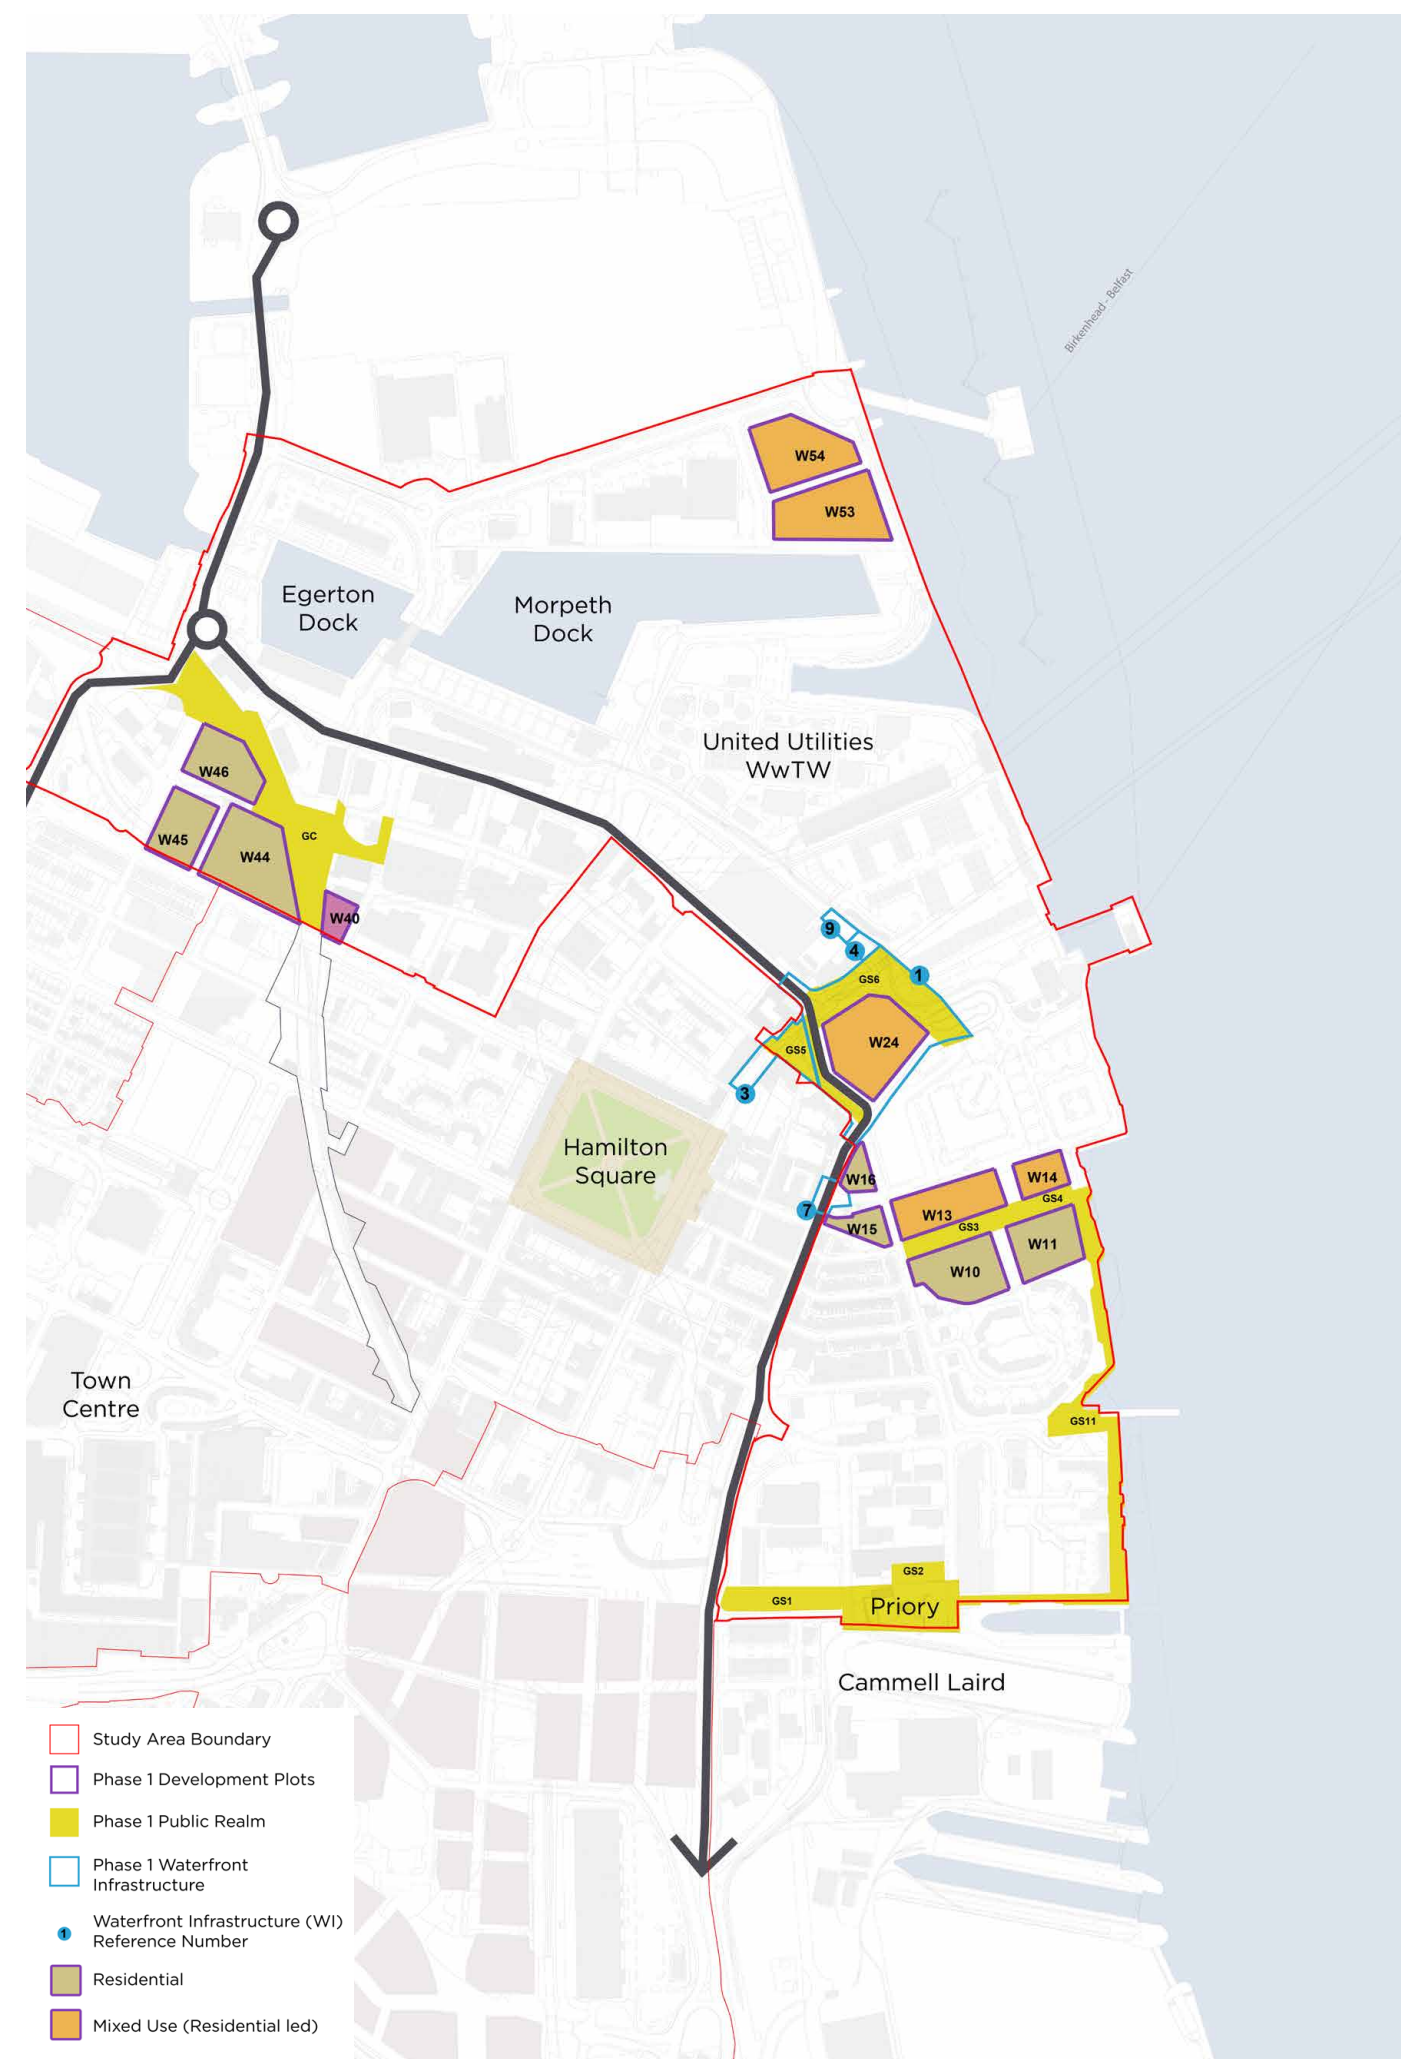 Birkenhead - Belfast
W54
W53
Egerton
Dock
Morpeth
Dock
United Utilities
WwTW
W46
W45
W44
GC
W40
9
4
1
GS6
W24
GS5
3
Hamilton
Square
W16
7
W15
W13
W14
GS4
GS3
W11
W10
Town
Centre
GS11
GS2
GS1
Priory
Cammell Laird
Study Area Boundary
Phase 1 Development Plots
Phase 1 Public Realm
Phase 1 Waterfront
Infrastructure
1
Waterfront Infrastructure (WI)
Reference Number
Residential
Mixed Use (Residential led)